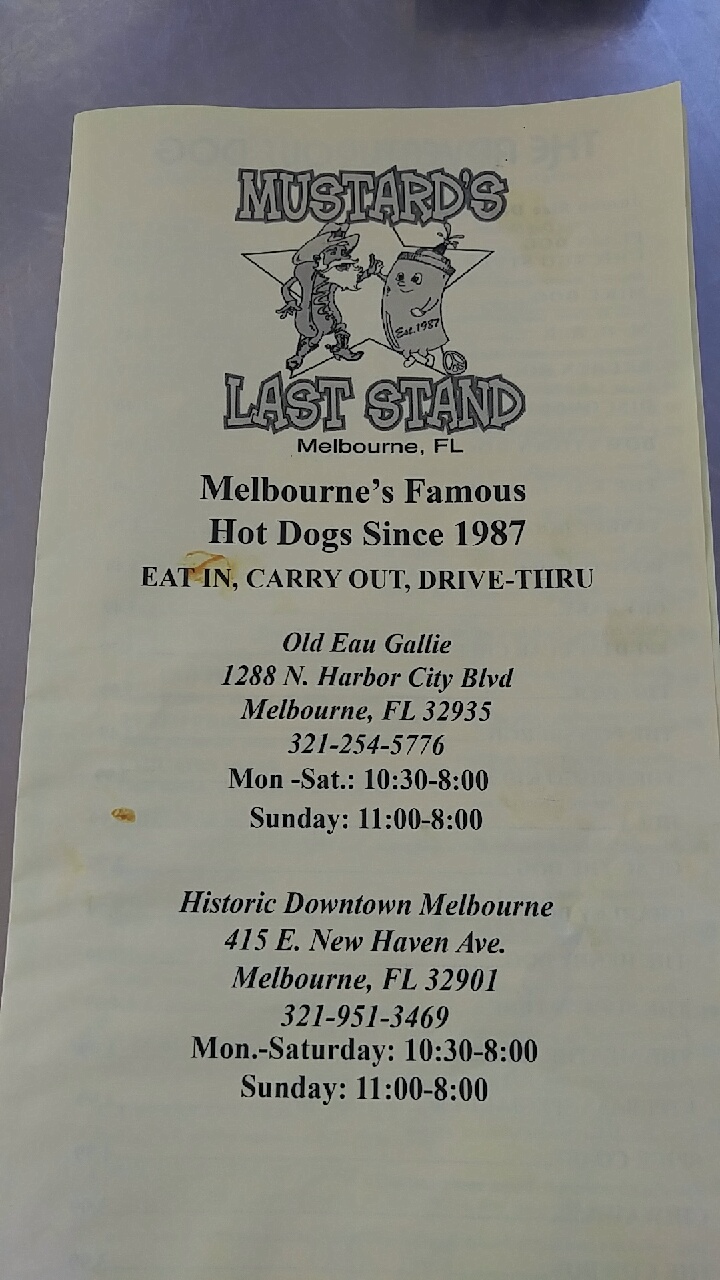 MUSTARD'S
Est. 1987
LAST STAND
Melbourne, FL
Melbourne's Famous
Hot Dogs Since 1987
EAT IN, CARRY OUT, DRIVE-THRU
Old Eau Gallie
1288 N. Harbor City Blvd
Melbourne, FL 32935
321-254-5776
Mon -Sat.: 10:30-8:00
Sunday: 11:00-8:00
Historic Downtown Melbourne
415 E. New Haven Ave.
Melbourne, FL 32901
321-951-3469
Mon.-Saturday: 10:30-8:00
Sunday: 11:00-8:00